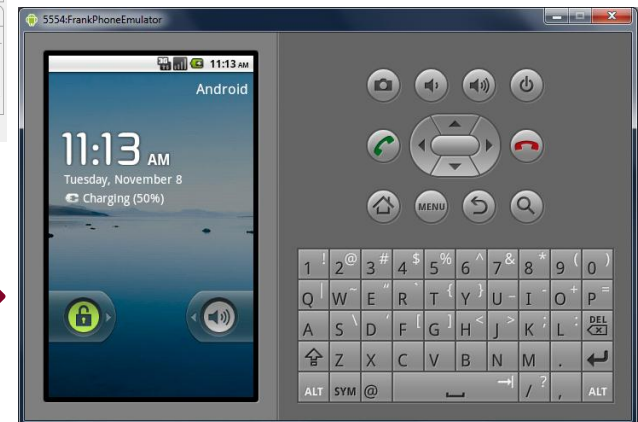 5554:FrankPhoneEmulator
11:13 AM
Android
11:13 AM
Tuesday, November 8
Charging (50%)
MENU
1 ! 2 @ 3 # 4 $ 5 % 6 ^ 7 & 8 * 9 ( 0 )
Q | W ~ E " R ` T { Y } U _ I - O + P =
A S \ D ' F [ G ] H < J > K ; L : DEL
Z X C V B N M .
ALT SYM @ / ? , ALT